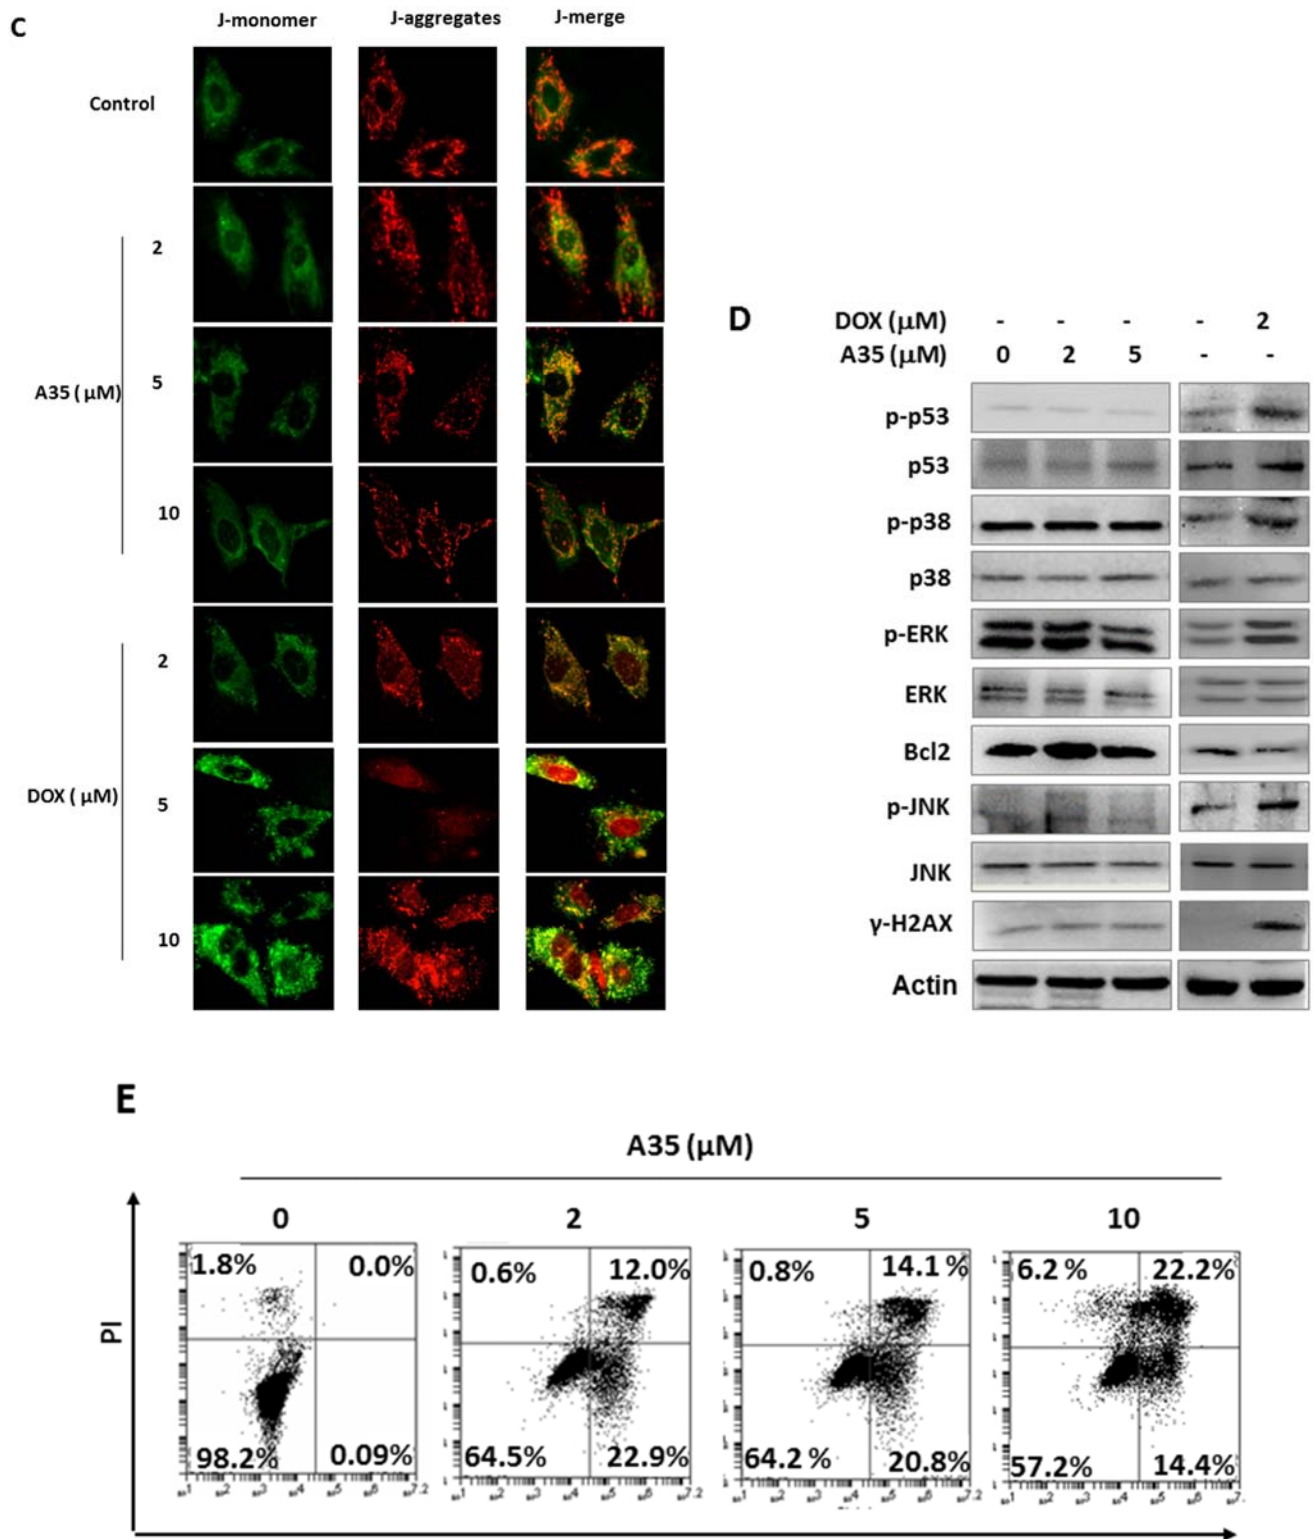 C
J-monomer J-aggregates J-merge
Control
2
5
A35 ( μM)
10
2
5
DOX ( μM)
10
D
DOX (μM) - - - - 2
A35 (μM) 0 2 5 - -
p-p53
p53
p-p38
p38
p-ERK
ERK
Bcl2
p-JNK
JNK
γ-H2AX
Actin
E
A35 (μM)
0 2 5 10
PI
1.8% 0.0% 0.6% 12.0% 0.8% 14.1 % 6.2 % 22.2%
98.2% 0.09% 64.5% 22.9% 64.2 % 20.8% 57.2% 14.4%